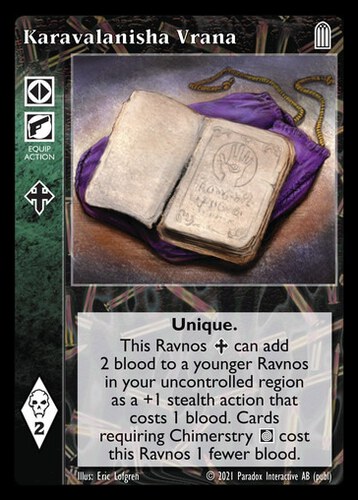 Karavalanisha Vrana
EQUIP
ACTION
Unique.
This Ravnos can add
2 blood to a younger Ravnos
in your uncontrolled region
as a +1 stealth action that
costs 1 blood. Cards
requiring Chimerstry cost
this Ravnos 1 fewer blood.
2
Illus: Eric Lofgren
© 2021 Paradox Interactive AB (publ)